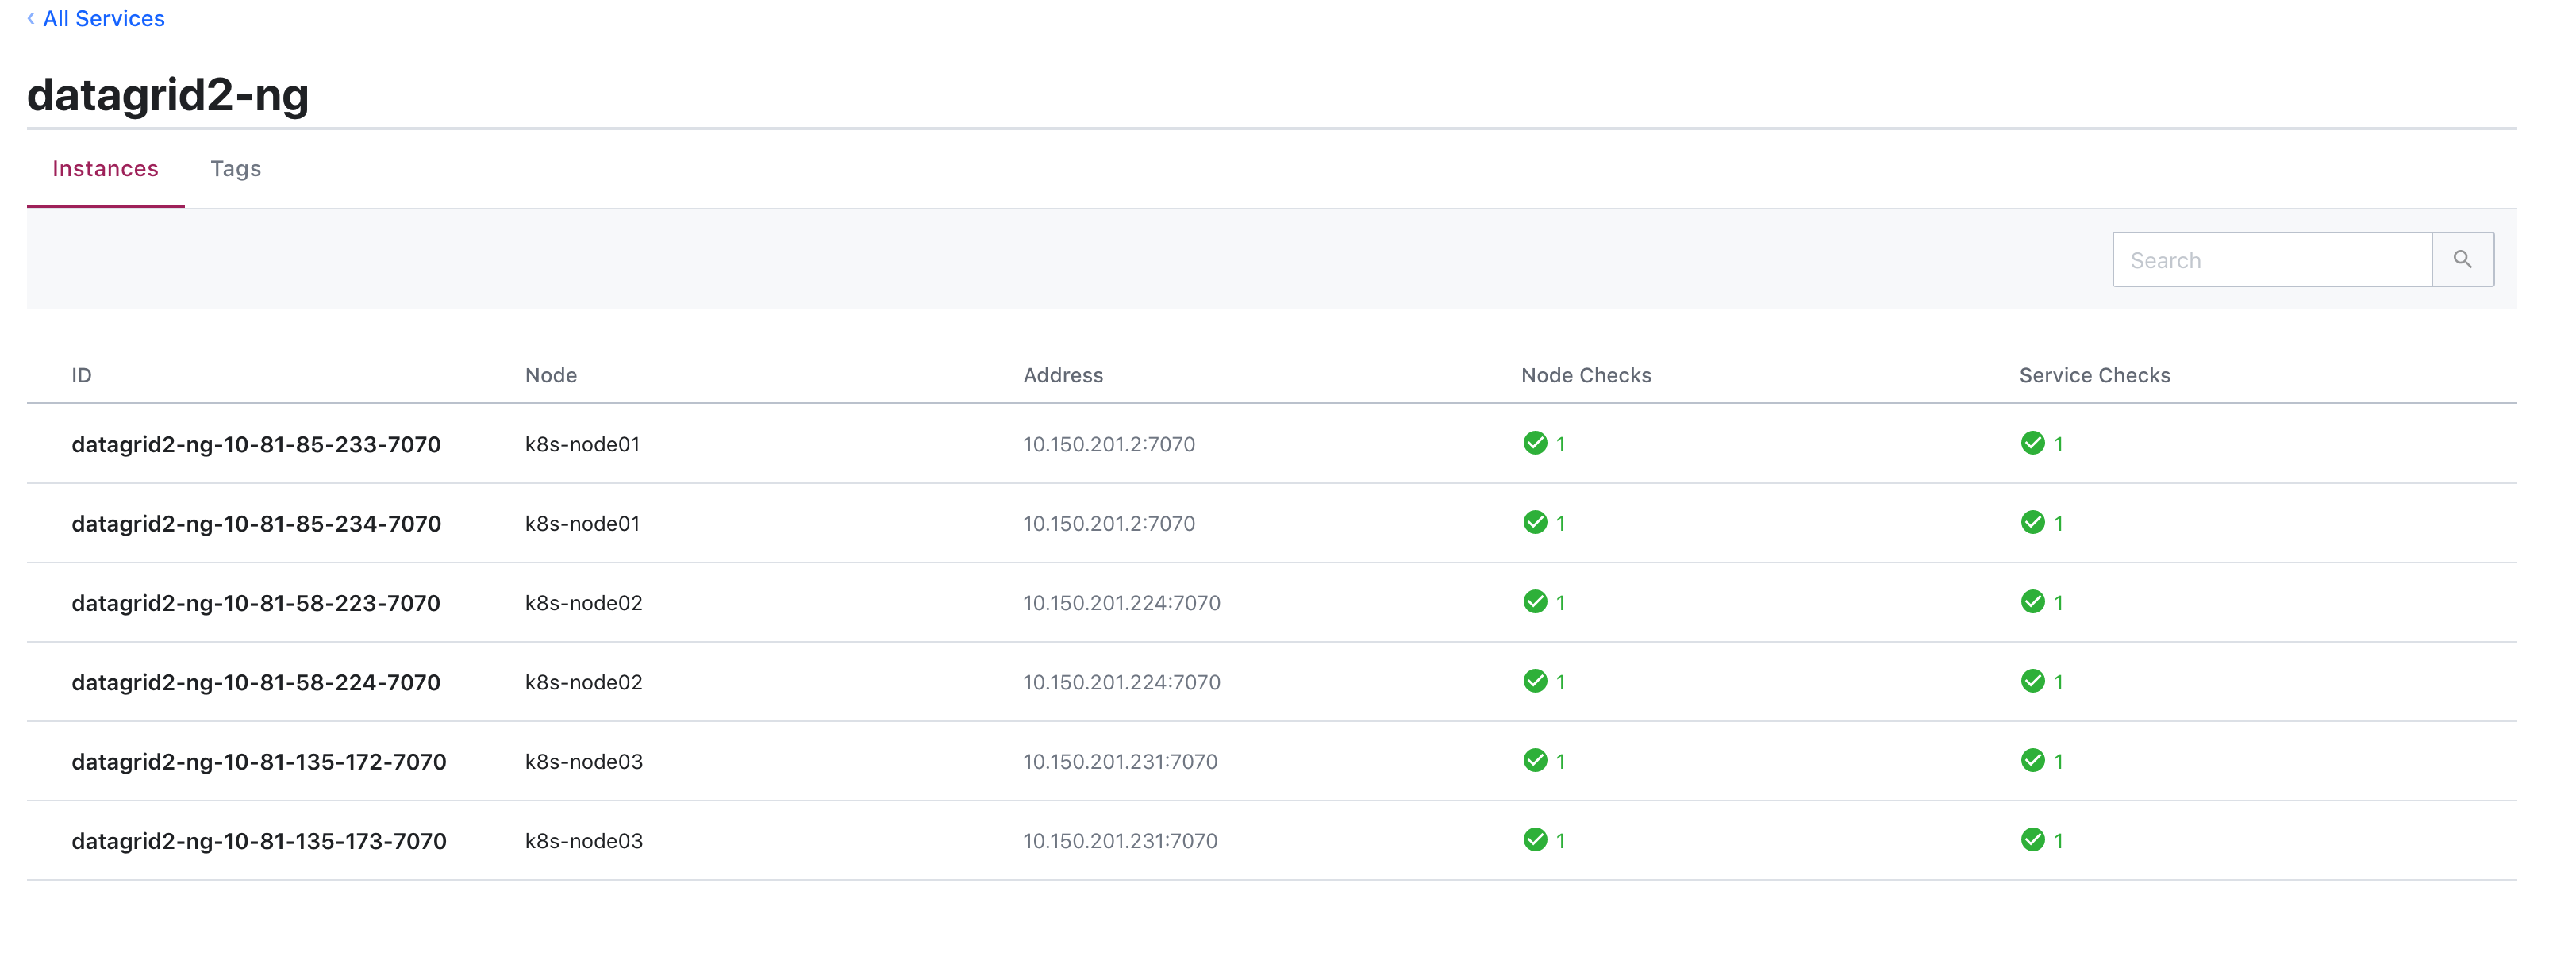 ‹ All Services
datagrid2-ng
Instances Tags
Search
ID Node Address Node Checks Service Checks
datagrid2-ng-10-81-85-233-7070 k8s-node01 10.150.201.2:7070 1 1
datagrid2-ng-10-81-85-234-7070 k8s-node01 10.150.201.2:7070 1 1
datagrid2-ng-10-81-58-223-7070 k8s-node02 10.150.201.224:7070 1 1
datagrid2-ng-10-81-58-224-7070 k8s-node02 10.150.201.224:7070 1 1
datagrid2-ng-10-81-135-172-7070 k8s-node03 10.150.201.231:7070 1 1
datagrid2-ng-10-81-135-173-7070 k8s-node03 10.150.201.231:7070 1 1